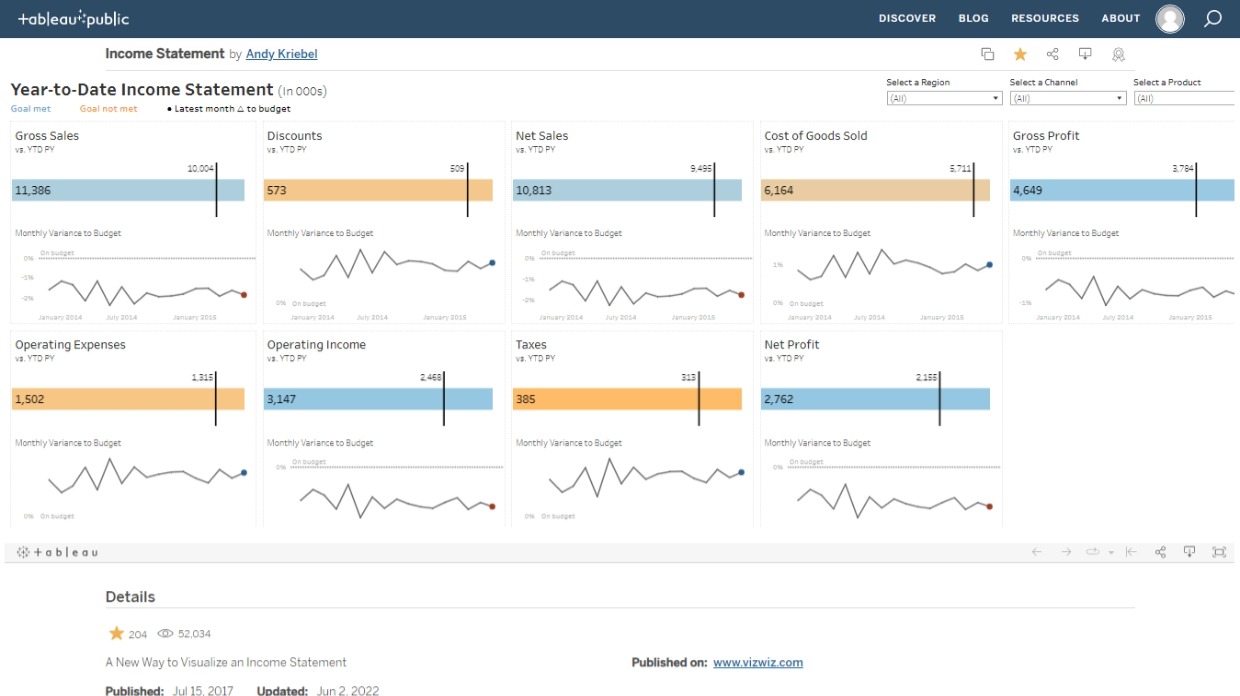 +ab|eau+public
DISCOVER BLOG RESOURCES ABOUT
Income Statement by Andy Kriebel
Year-to-Date Income Statement (In 000s)
Goal met Goal not met • Latest month △ to budget
Select a Region
(All)
Select a Channel
(All)
Select a Product
(All)
Gross Sales
vs. YTD PY
10,004
11,386
Monthly Variance to Budget
On budget
0%
-1%
-2%
January 2014 July 2014 January 2015
Discounts
vs. YTD PY
509
573
Monthly Variance to Budget
0% On budget
January 2014 July 2014 January 2015
Net Sales
vs. YTD PY
9,495
10,813
Monthly Variance to Budget
On budget
0%
-1%
-2%
January 2014 July 2014 January 2015
Cost of Goods Sold
vs. YTD PY
5,711
6,164
Monthly Variance to Budget
1%
0% On budget
January 2014 July 2014 January 2015
Gross Profit
vs. YTD PY
3,784
4,649
Monthly Variance to Budget
On budget
0%
-1%
January 2014 July 2014 January 2015
Operating Expenses
vs. YTD PY
1,315
1,502
Monthly Variance to Budget
0% On budget
Operating Income
vs. YTD PY
2,468
3,147
Monthly Variance to Budget
On budget
0%
Taxes
vs. YTD PY
313
385
Monthly Variance to Budget
0% On budget
Net Profit
vs. YTD PY
2,155
2,762
Monthly Variance to Budget
On budget
0%
+ab|eau
Details
204 52,034
A New Way to Visualize an Income Statement
Published on: www.vizwiz.com
Published: Jul 15, 2017 Updated: Jun 2, 2022